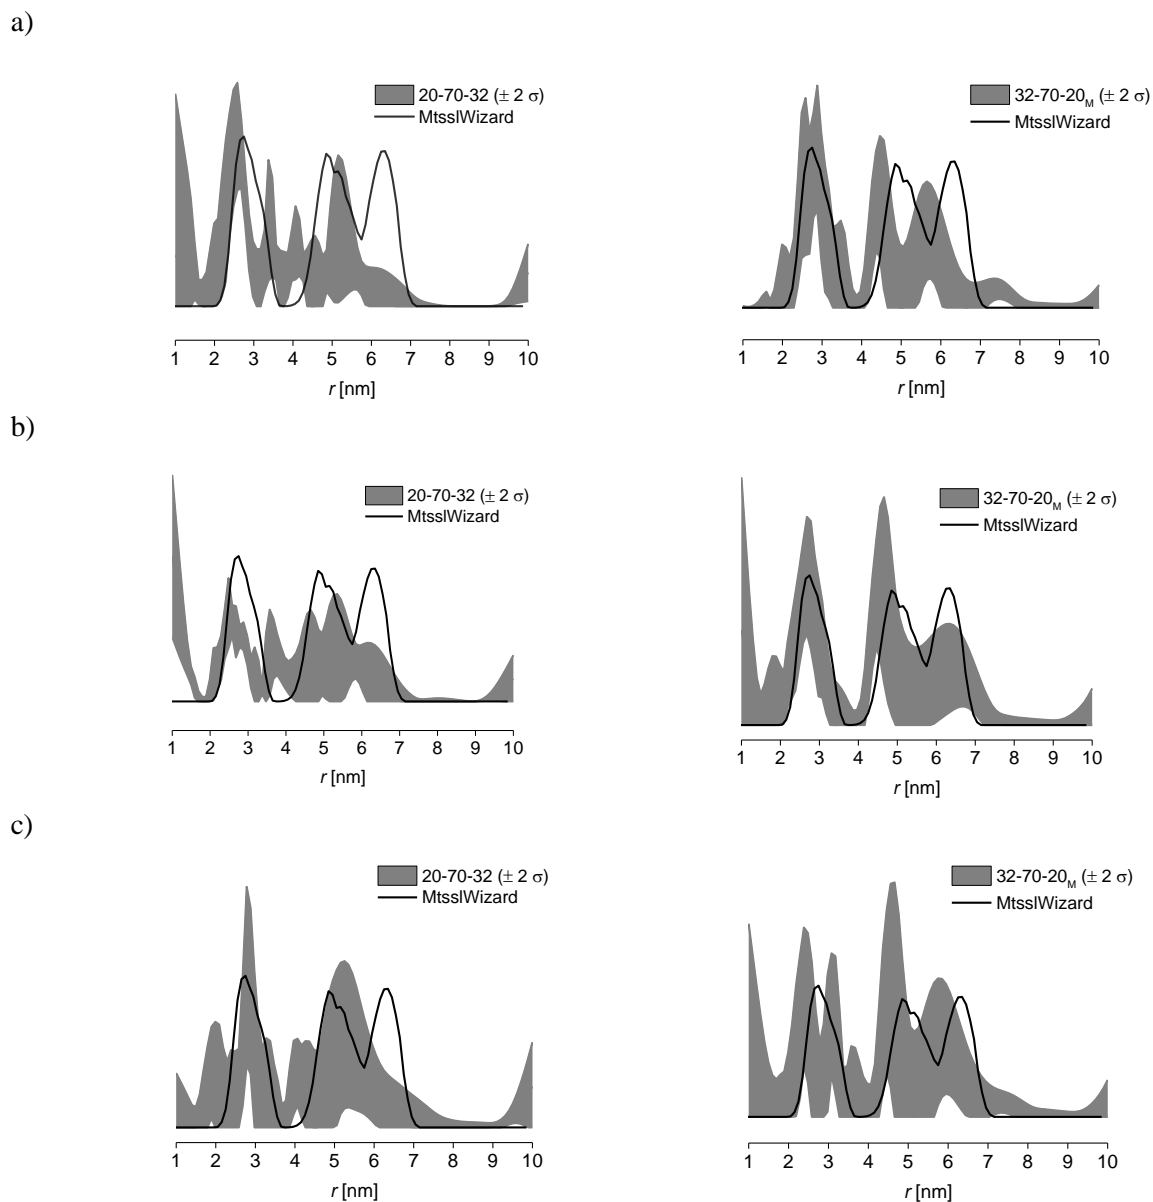 a)
20-70-32 (± 2 σ)
MtsslWizard
1 2 3 4 5 6 7 8 9 10
r [nm]
32-70-20M (± 2 σ)
MtsslWizard
1 2 3 4 5 6 7 8 9 10
r [nm]
b)
20-70-32 (± 2 σ)
MtsslWizard
1 2 3 4 5 6 7 8 9 10
r [nm]
32-70-20M (± 2 σ)
MtsslWizard
1 2 3 4 5 6 7 8 9 10
r [nm]
c)
20-70-32 (± 2 σ)
MtsslWizard
1 2 3 4 5 6 7 8 9 10
r [nm]
32-70-20M (± 2 σ)
MtsslWizard
1 2 3 4 5 6 7 8 9 10
r [nm]